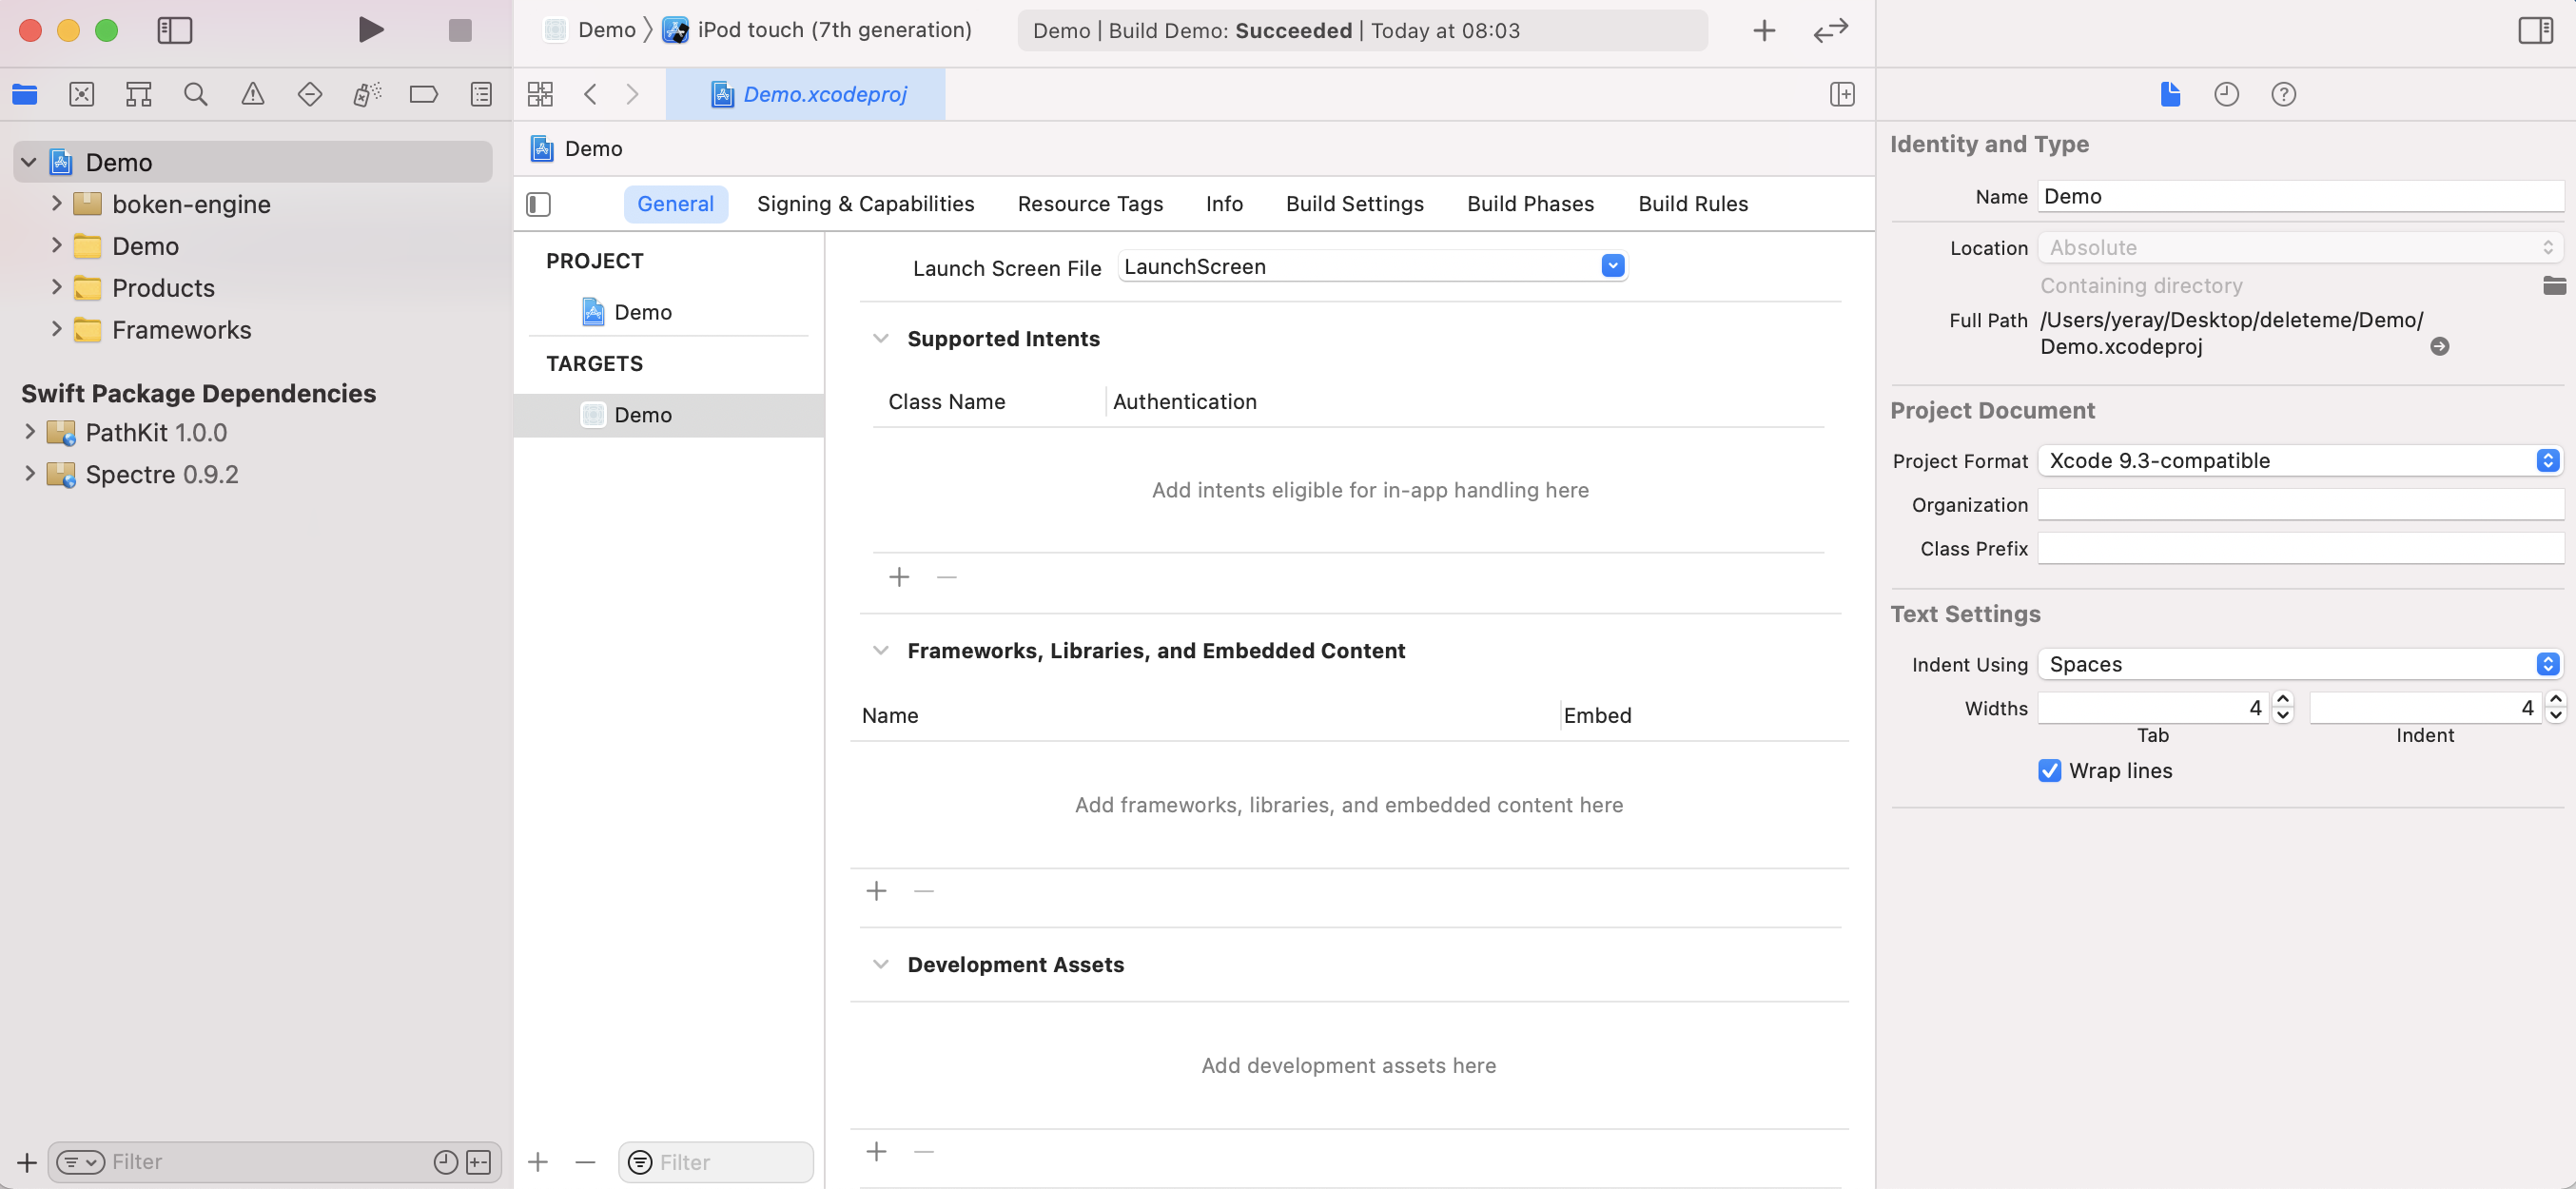 Demo
iPod touch (7th generation)
Demo | Build Demo: Succeeded | Today at 08:03
Demo.xcodeproj
Demo
boken-engine
Demo
Products
Frameworks
Swift Package Dependencies
PathKit 1.0.0
Spectre 0.9.2
Filter
Demo
General
Signing & Capabilities
Resource Tags
Info
Build Settings
Build Phases
Build Rules
PROJECT
Demo
TARGETS
Demo
Filter
Launch Screen File
LaunchScreen
Supported Intents
Class Name
Authentication
Add intents eligible for in-app handling here
Frameworks, Libraries, and Embedded Content
Name
Embed
Add frameworks, libraries, and embedded content here
Development Assets
Add development assets here
Identity and Type
Name
Demo
Location
Absolute
Containing directory
Full Path
/Users/yeray/Desktop/deleteme/Demo/
Demo.xcodeproj
Project Document
Project Format
Xcode 9.3-compatible
Organization
Class Prefix
Text Settings
Indent Using
Spaces
Widths
4
4
Tab
Indent
Wrap lines